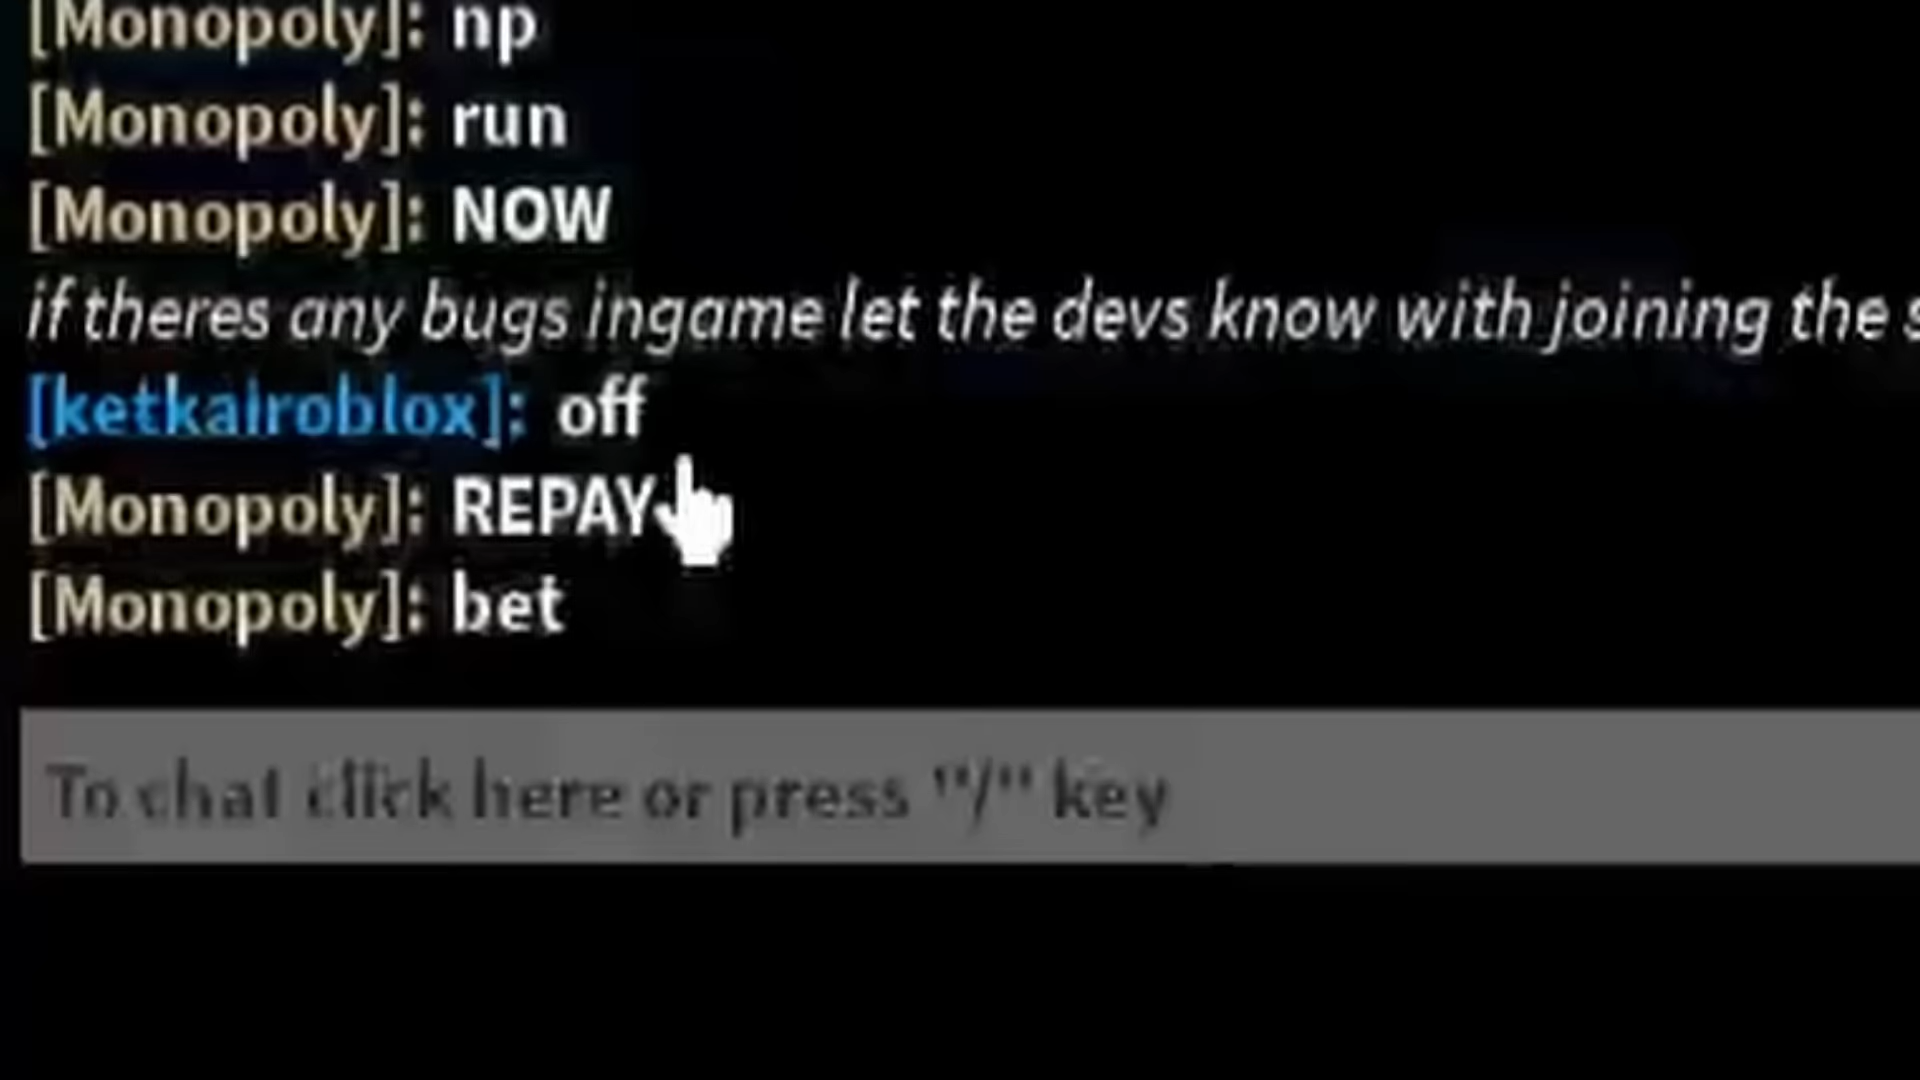 [Monopoly]: np
[Monopoly]: run
[Monopoly]: NOW
if theres any bugs ingame let the devs know with joining the s
[ketkairoblox]: off
[Monopoly]: REPAY
[Monopoly]: bet
To chat click here or press "/" key